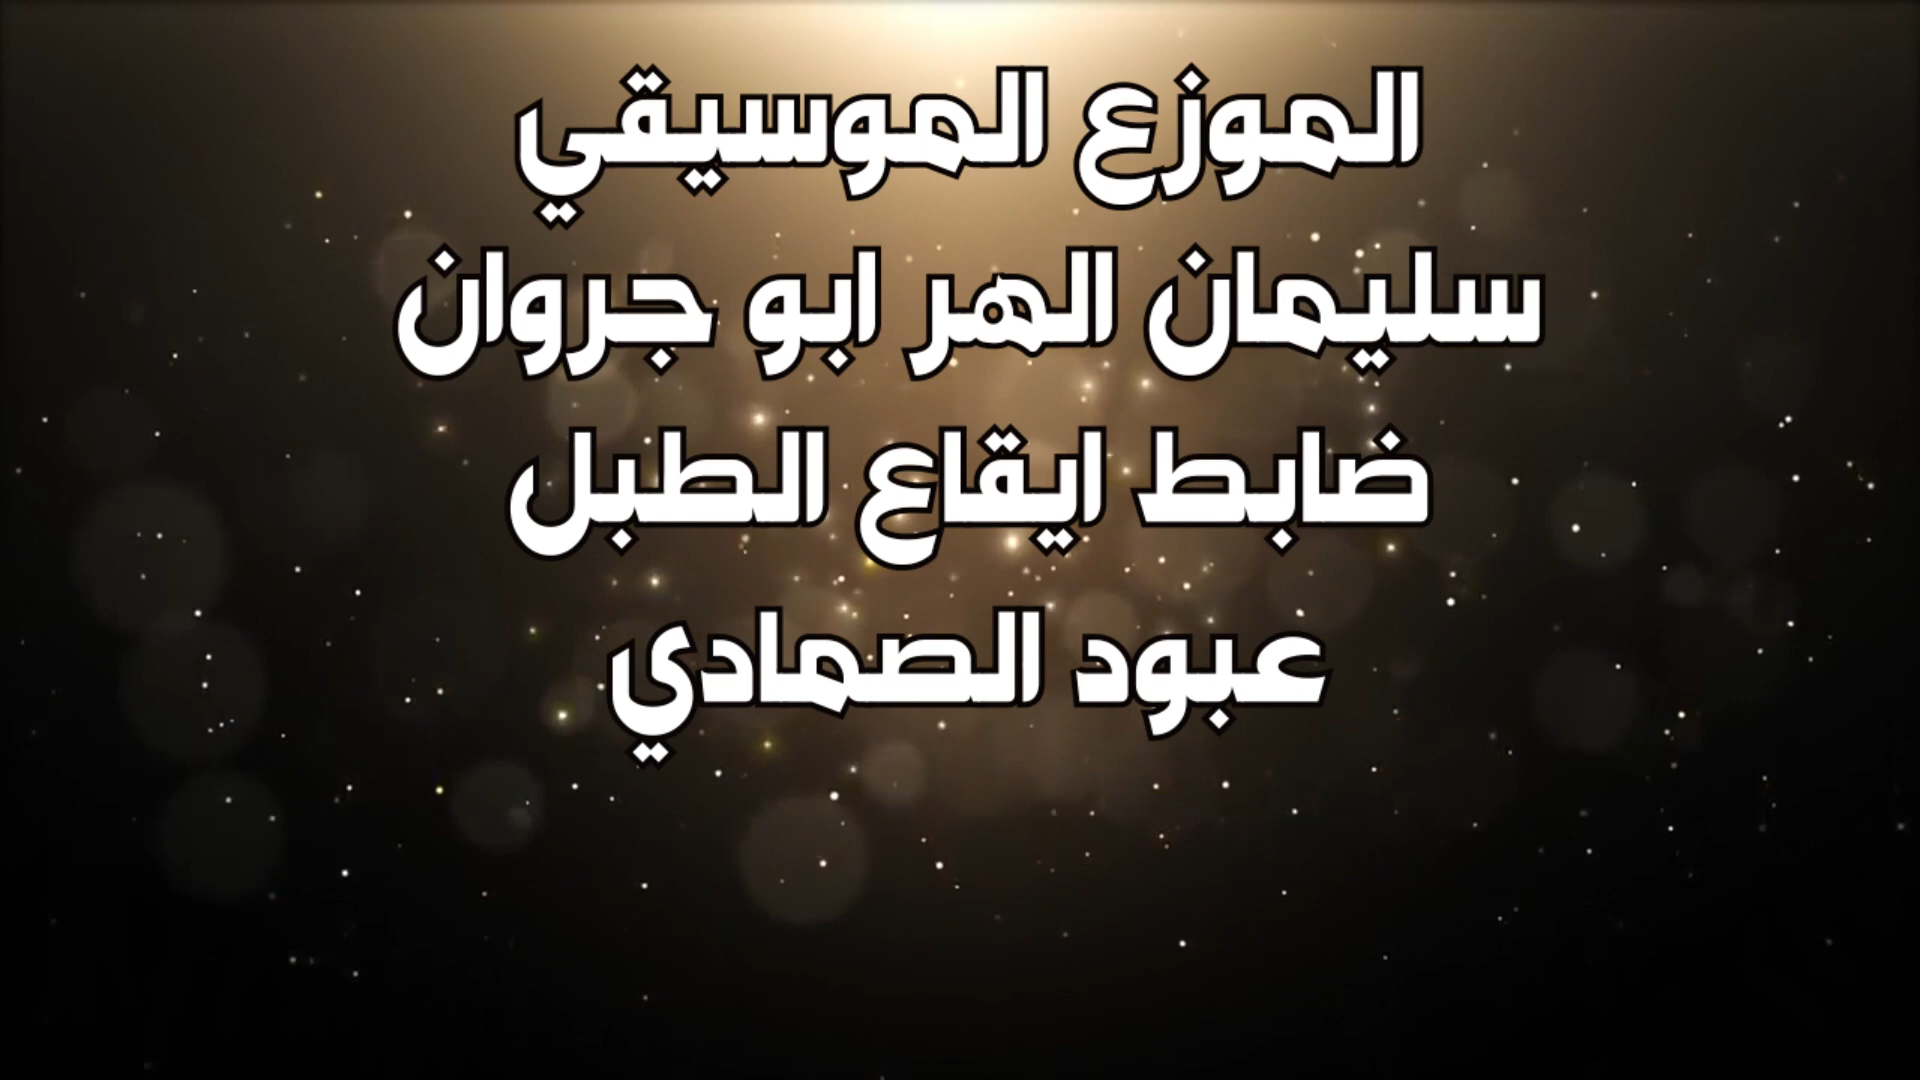 الموزع الموسيقي
سليمان الهر ابو جروان
ضابط ايقاع الطبل
عبود الصمادي